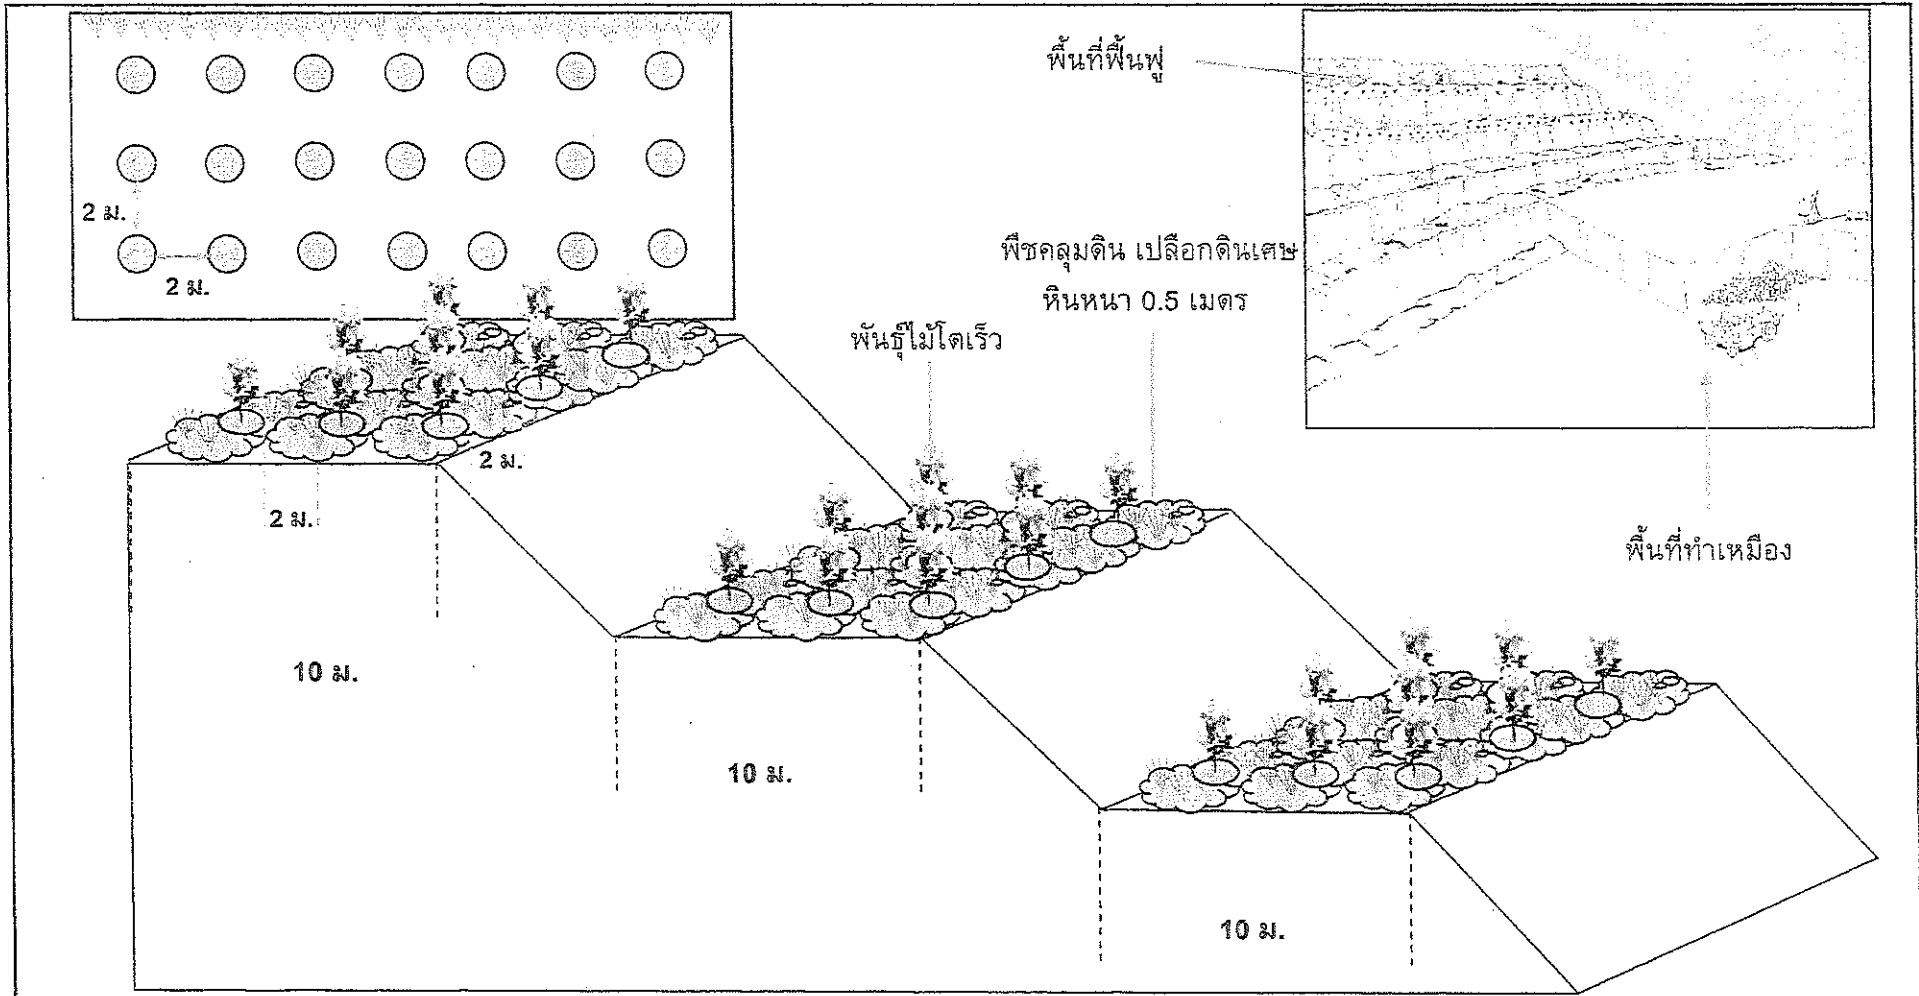 พื้นที่ฟื้นฟู
2 ม.
2 ม.
พืชคลุมดิน เปลือกดินเศษ
หินหนา 0.5 เมตร
พันธุ์ไม้โตเร็ว
2 ม.
2 ม.
พื้นที่ทำเหมือง
10 ม.
10 ม.
10 ม.